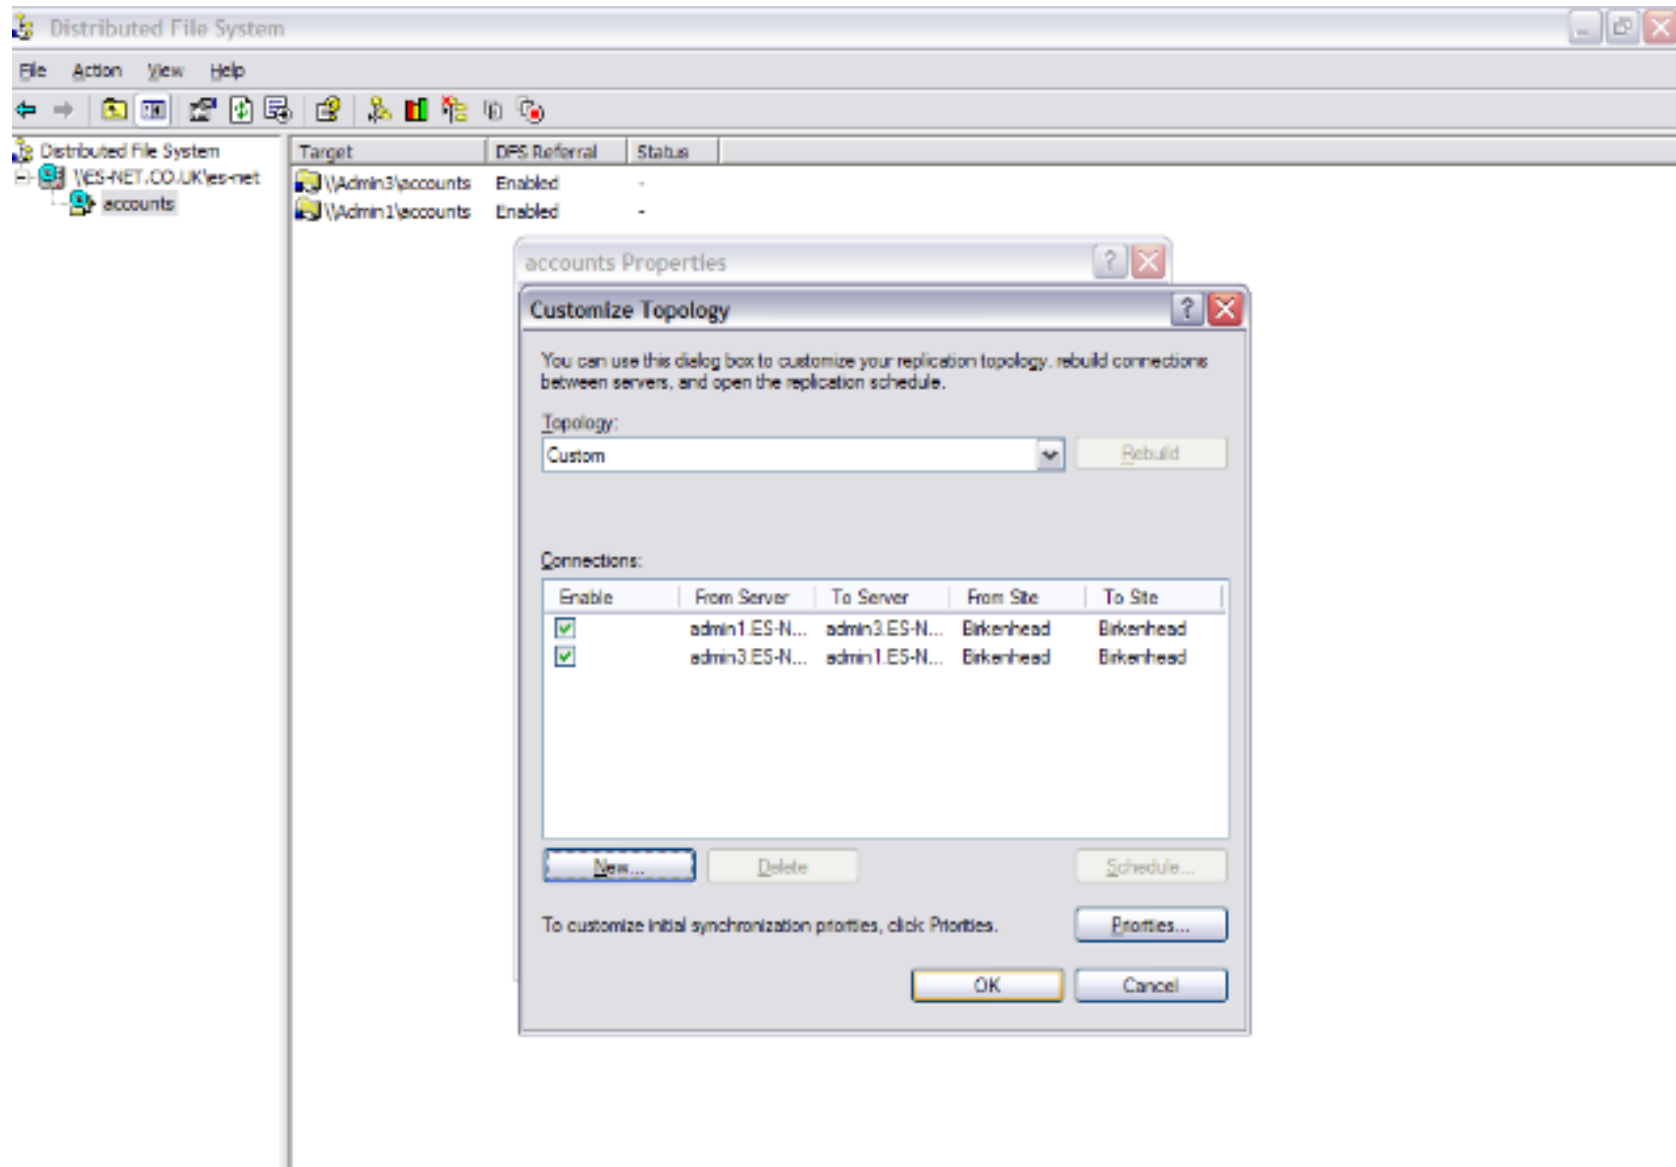 Distributed File System
File Action View Help
Distributed File System
\\ES-NET.CO.UK\es-net
accounts
Target DFS Referral Status
\\Admin3\accounts Enabled -
\\Admin1\accounts Enabled -
accounts Properties
Customize Topology
You can use this dialog box to customize your replication topology, rebuild connections
between servers, and open the replication schedule.
Topology:
Custom
Rebuild
Connections:
Enable From Server To Server From Site To Site
admin1.ES-N... admin3.ES-N... Birkenhead Birkenhead
admin3.ES-N... admin1.ES-N... Birkenhead Birkenhead
New... Delete Schedule...
To customize initial synchronization priorities, click Priorities.
Priorities...
OK Cancel